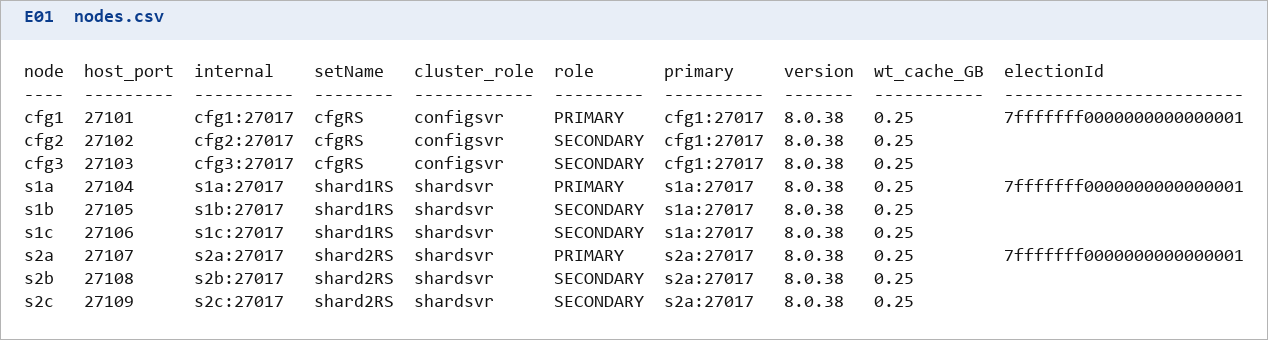 E01  nodes.csv
node  host_port  internal    setName   cluster_role  role       primary     version  wt_cache_GB  electionId
----  ---------  ----------  --------  ------------  ---------  ----------  -------  -----------  ------------------------
cfg1  27101      cfg1:27017  cfgRS     configsvr     PRIMARY    cfg1:27017  8.0.38   0.25         7fffffff0000000000000001
cfg2  27102      cfg2:27017  cfgRS     configsvr     SECONDARY  cfg1:27017  8.0.38   0.25
cfg3  27103      cfg3:27017  cfgRS     configsvr     SECONDARY  cfg1:27017  8.0.38   0.25
s1a   27104      s1a:27017   shard1RS  shardsvr      PRIMARY    s1a:27017   8.0.38   0.25         7fffffff0000000000000001
s1b   27105      s1b:27017   shard1RS  shardsvr      SECONDARY  s1a:27017   8.0.38   0.25
s1c   27106      s1c:27017   shard1RS  shardsvr      SECONDARY  s1a:27017   8.0.38   0.25
s2a   27107      s2a:27017   shard2RS  shardsvr      PRIMARY    s2a:27017   8.0.38   0.25         7fffffff0000000000000001
s2b   27108      s2b:27017   shard2RS  shardsvr      SECONDARY  s2a:27017   8.0.38   0.25
s2c   27109      s2c:27017   shard2RS  shardsvr      SECONDARY  s2a:27017   8.0.38   0.25